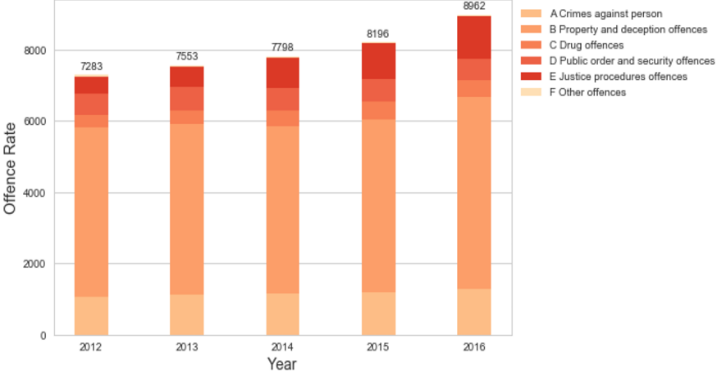 8962
A Crimes against person
B Property and deception offences
C Drug offences
D Public order and security offences
E Justice procedures offences
F Other offences
8196
7798
7553
7283
8000
6000
4000
2000
0
Offence Rate
2012 2013 2014 2015 2016
Year